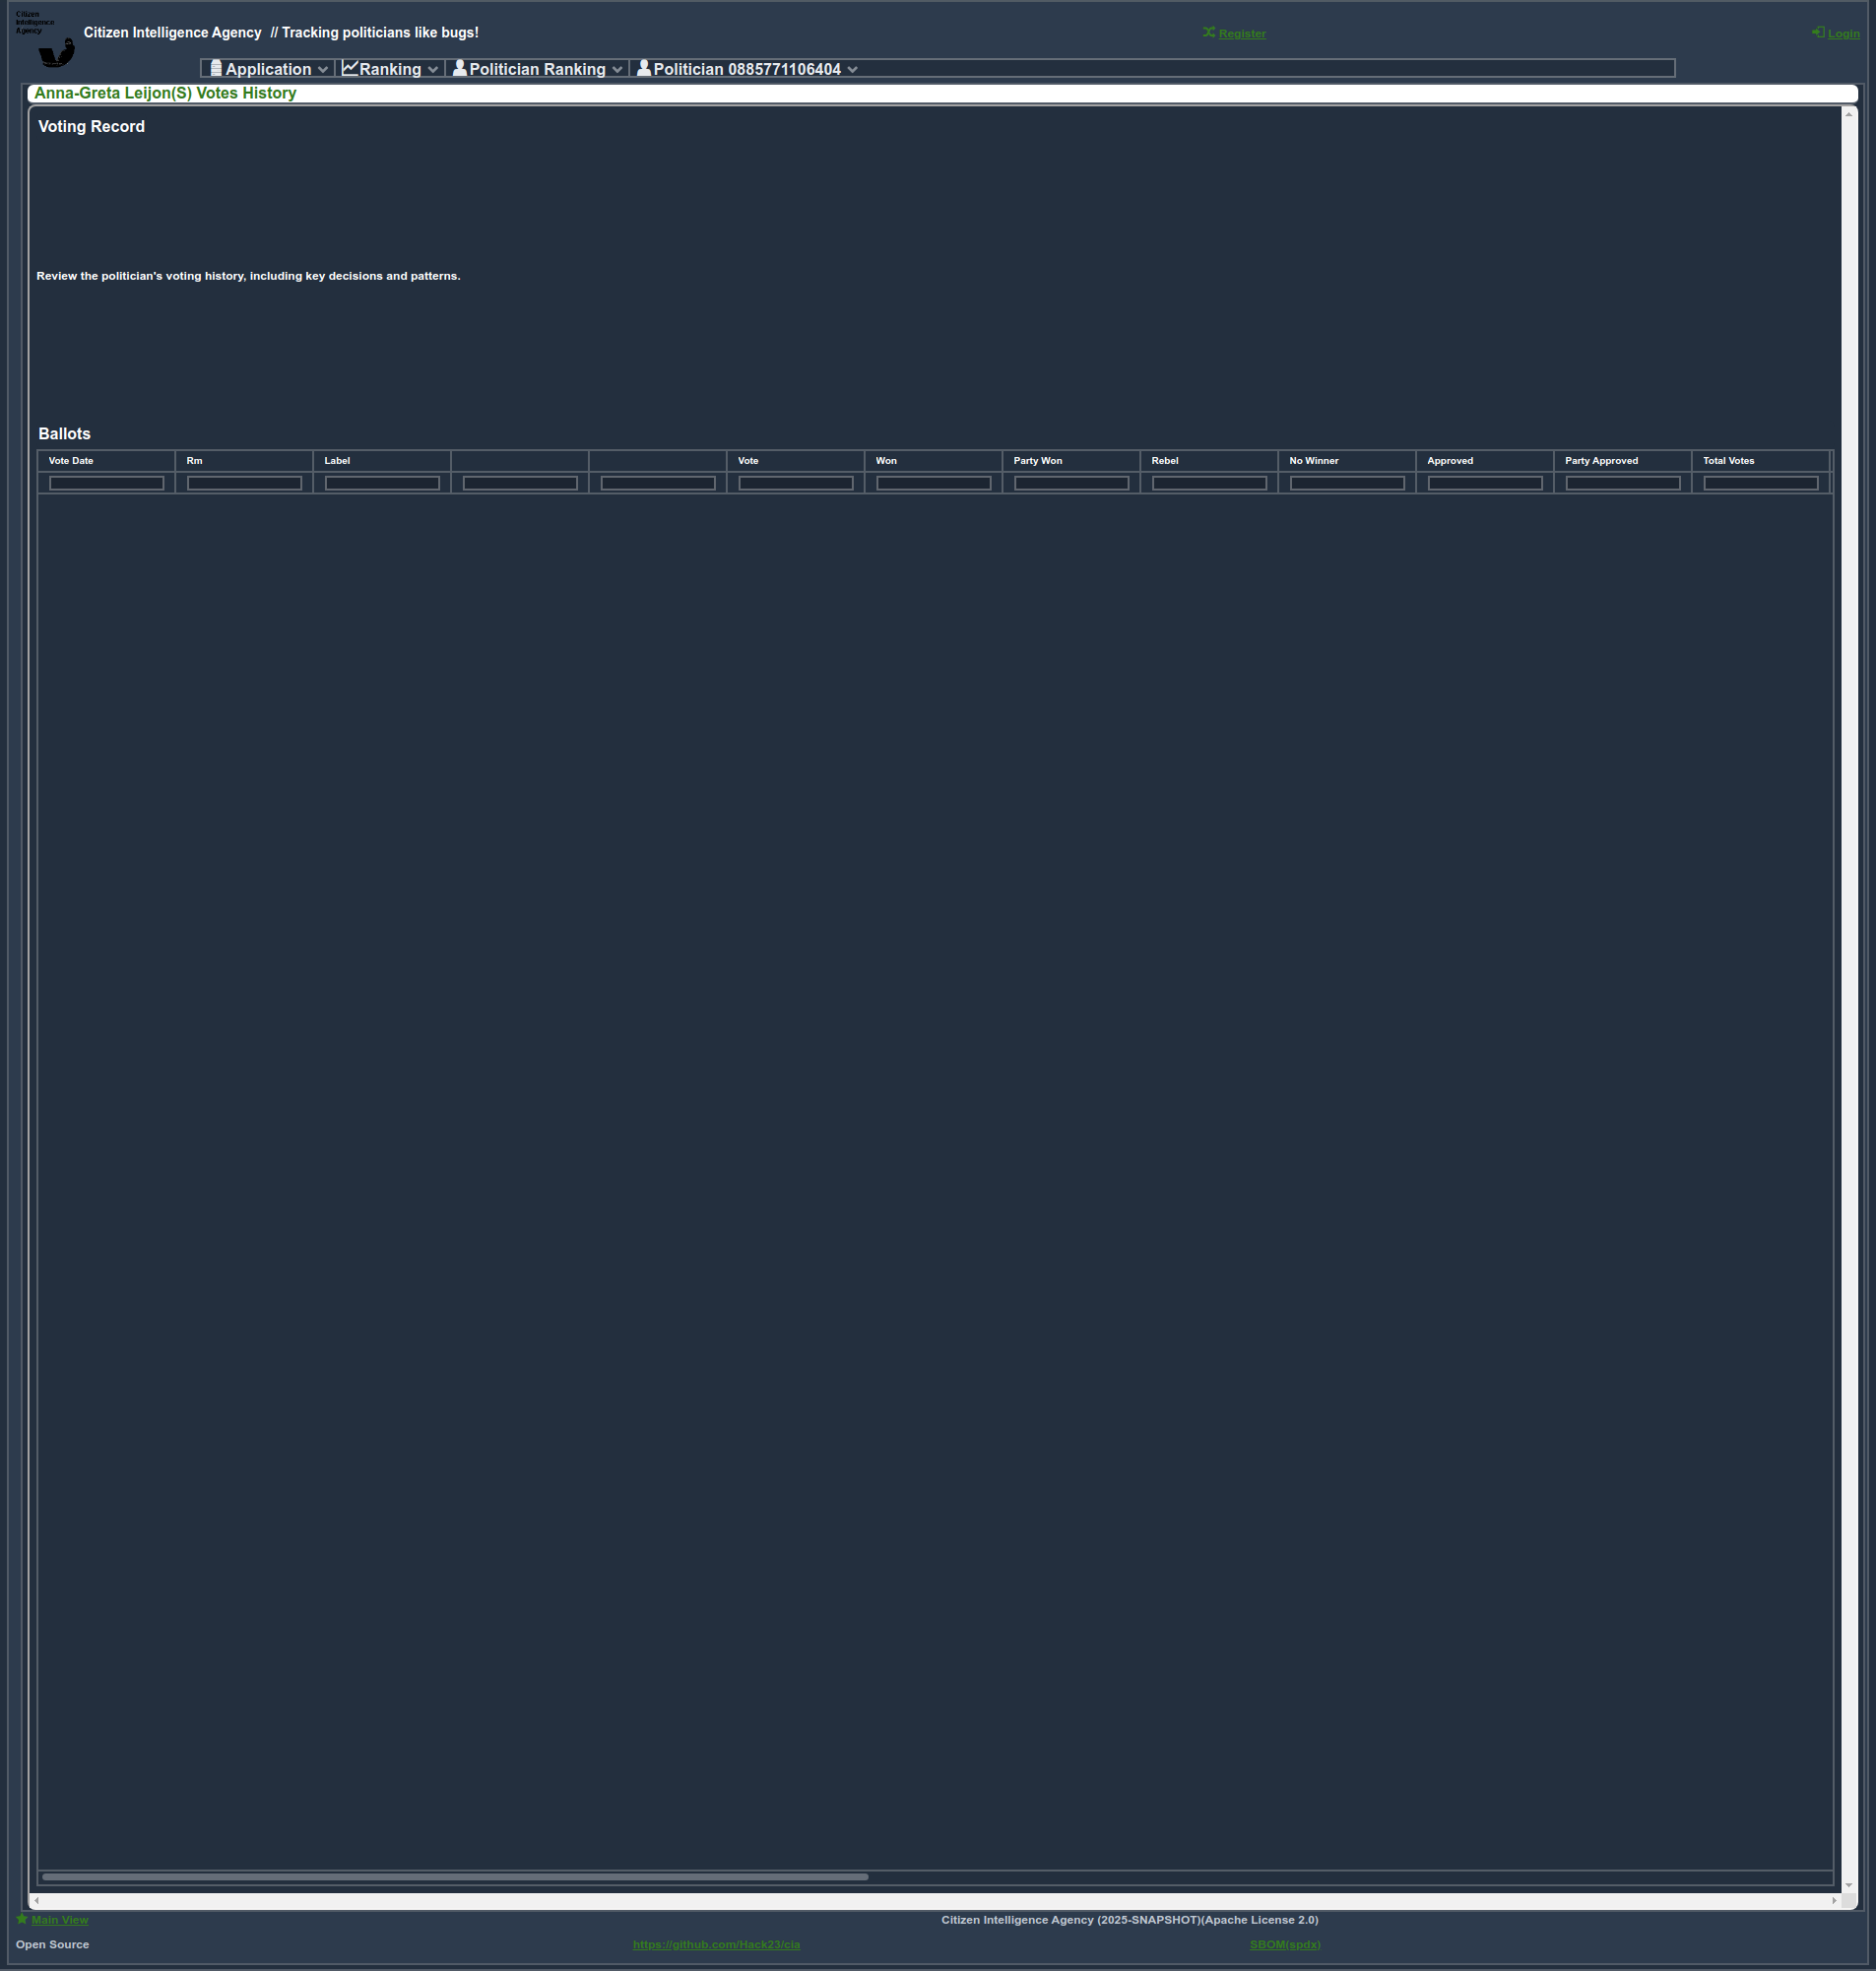 Citizen
Intelligence
Agency
Citizen Intelligence Agency // Tracking politicians like bugs!
Register
Login
Application
Ranking
Politician Ranking
Politician 0885771106404
Anna-Greta Leijon(S) Votes History
Voting Record
Review the politician's voting history, including key decisions and patterns.
Ballots
Vote Date Rm Label Vote Won Party Won Rebel No Winner Approved Party Approved Total Votes
Main View
Citizen Intelligence Agency (2025-SNAPSHOT)(Apache License 2.0)
Open Source
https://github.com/Hack23/cia
SBOM(spdx)